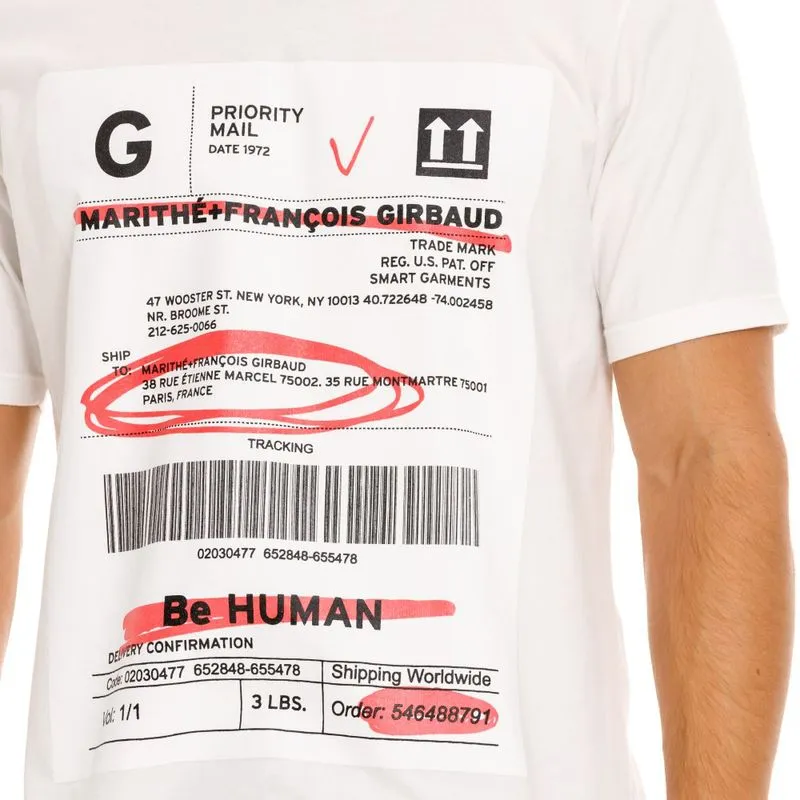 G
PRIORITY
MAIL
DATE 1972
MARITHÉ+FRANÇOIS GIRBAUD
TRADE MARK
REG. U.S. PAT. OFF
SMART GARMENTS
47 WOOSTER ST. NEW YORK, NY 10013 40.722648 -74.002458
NR. BROOME ST.
212-625-0066
SHIP
TO: MARITHÉ+FRANÇOIS GIRBAUD
38 RUE ÉTIENNE MARCEL 75002. 35 RUE MONTMARTRE 75001
PARIS, FRANCE
TRACKING
02030477 652848-655478
Be HUMAN
DELIVERY CONFIRMATION
Code: 02030477 652848-655478
Shipping Worldwide
Vol: 1/1
3 LBS.
Order: 546488791